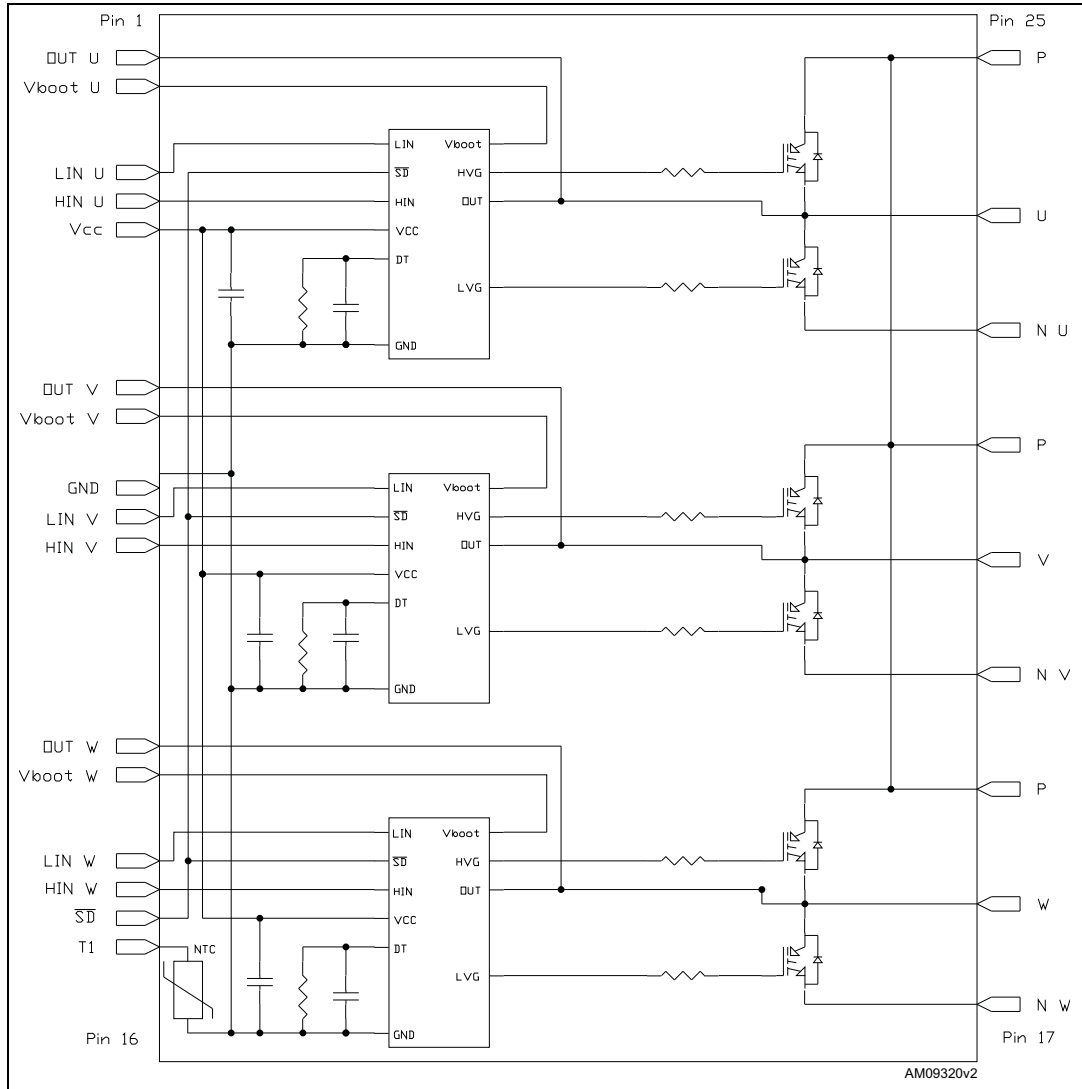 Pin 1
Pin 25
OUT U
P
Vboot U
LIN
Vboot
LIN U
SD
HVG
HIN U
HIN
OUT
U
Vcc
VCC
DT
LVG
GND
N U
OUT V
Vboot V
P
GND
LIN
Vboot
LIN V
SD
HVG
HIN V
HIN
OUT
V
VCC
DT
LVG
GND
N V
OUT W
Vboot W
P
LIN
Vboot
LIN W
SD
HVG
HIN W
HIN
OUT
W
SD
VCC
T1
NTC
DT
LVG
GND
N W
Pin 16
Pin 17
AM09320v2